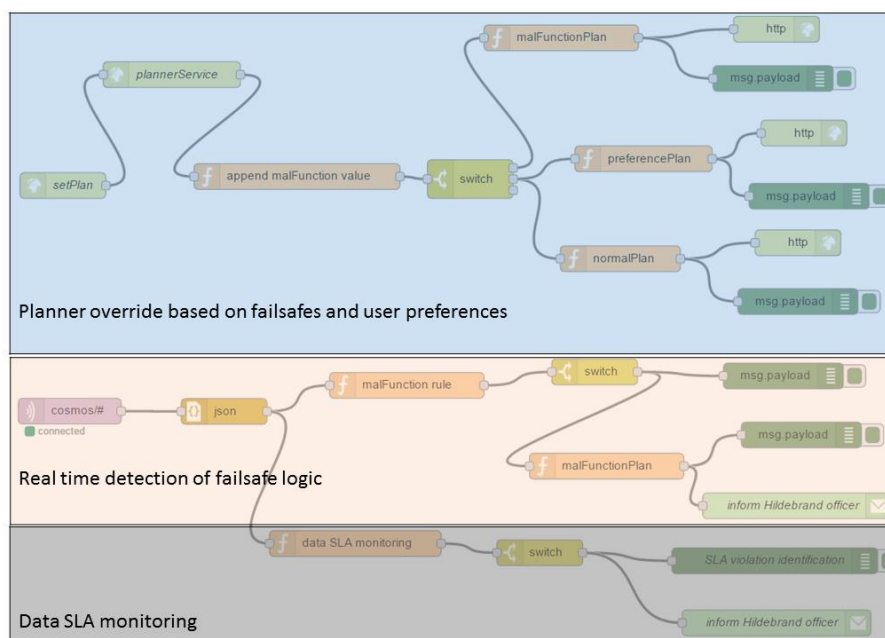 malFunctionPlan
http
plannerService
msg.payload
http
preferencePlan
append malFunction value
switch
setPlan
msg.payload
http
normalPlan
msg.payload
Planner override based on failsafes and user preferences
malFunction rule
switch
msg.payload
cosmos/#
json
connected
msg.payload
malFunctionPlan
Real time detection of failsafe logic
inform Hildebrand officer
data SLA monitoring
switch
SLA violation identification
Data SLA monitoring
inform Hildebrand officer